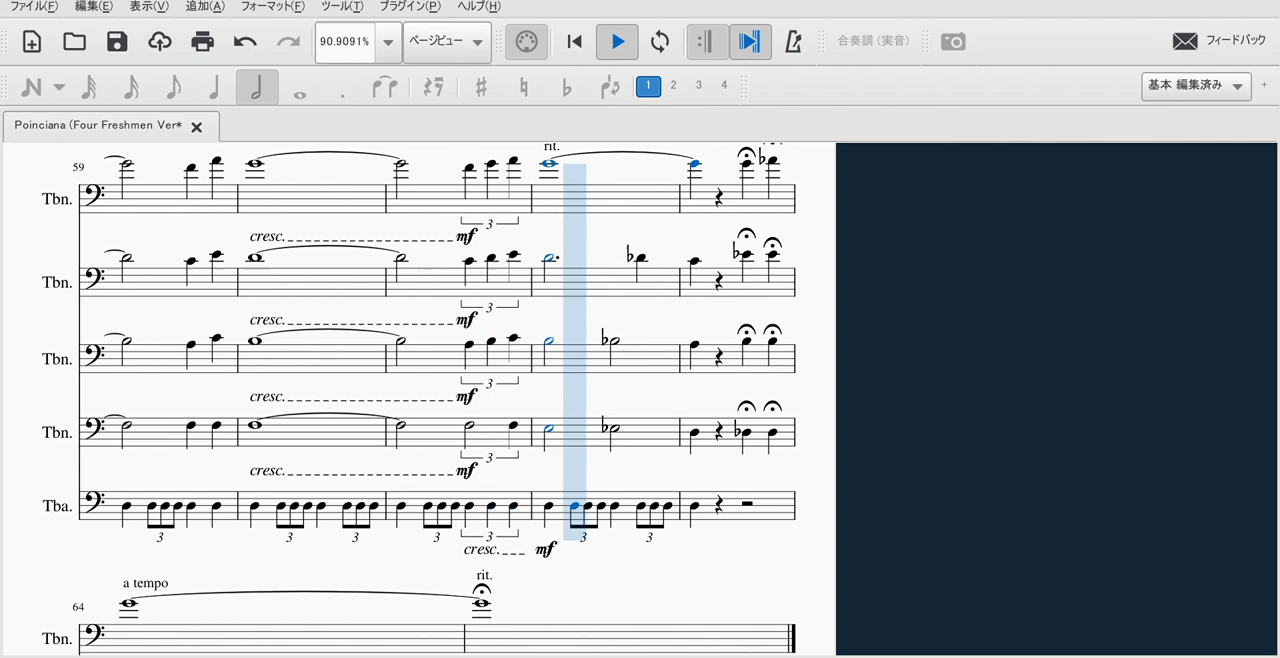 ファイル(F) 編集(E) 表示(V) 追加(A) フォーマット(F) ツール(T) プラグイン(P) ヘルプ(H)
90.9091% ページビュー 合奏調 (実音) フィードバック
1 2 3 4 基本 編集済み +
Poinciana (Four Freshmen Ver*
rit.
59
Tbn.
3
cresc. mf
Tbn.
3
cresc. mf
Tbn.
3
cresc. mf
Tbn.
3
cresc. mf
Tba.
3 3 3 3 3 3 3
cresc. mf
a tempo rit.
64
Tbn.